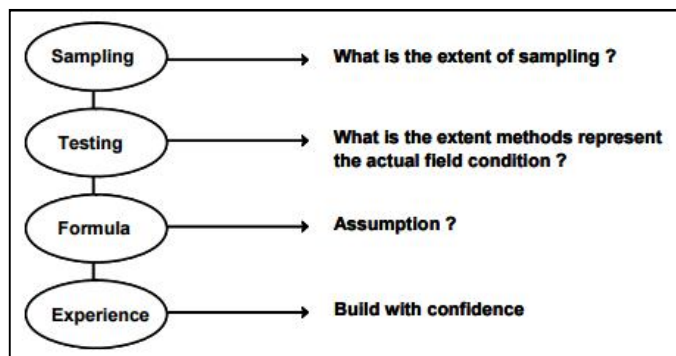 Sampling
What is the extent of sampling ?
Testing
What is the extent methods represent
the actual field condition ?
Formula
Assumption ?
Experience
Build with confidence